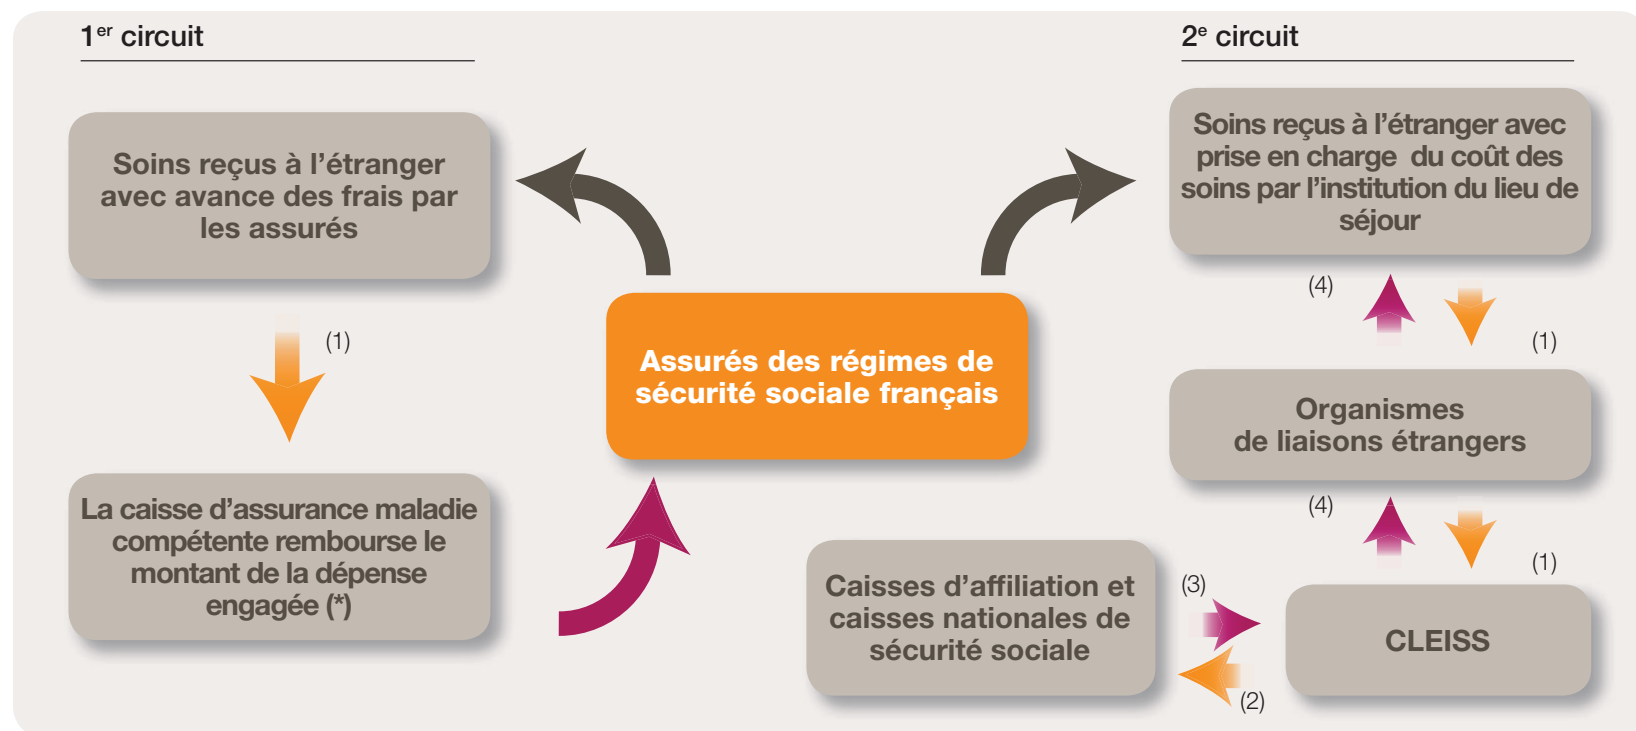 1er circuit
Soins reçus à l’étranger
avec avance des frais par
les assurés
(1)
La caisse d’assurance maladie
compétente rembourse le
montant de la dépense
engagée (*)
Assurés des régimes de
sécurité sociale français
2e circuit
Soins reçus à l’étranger avec
prise en charge du coût des
soins par l’institution du lieu de
séjour
(4)
(1)
Organismes
de liaisons étrangers
(4)
(1)
Caisses d’affiliation et
caisses nationales de
sécurité sociale
(3)
(2)
CLEISS